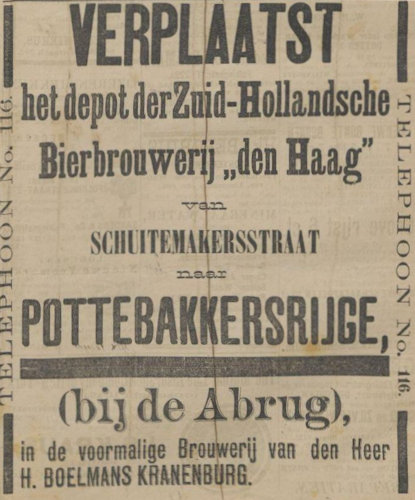 VERPLAATST
het depot der Zuid-Hollandsche
Bierbrouwerij „den Haag”
van
SCHUITEMAKERSSTRAAT
naar
POTTEBAKKERSRIJGE,
(bij de Abrug),
in de voormalige Brouwerij van den Heer
H. BOELMANS KRANENBURG.
TELEPHOON No. 116.
TELEPHOON No. 116.